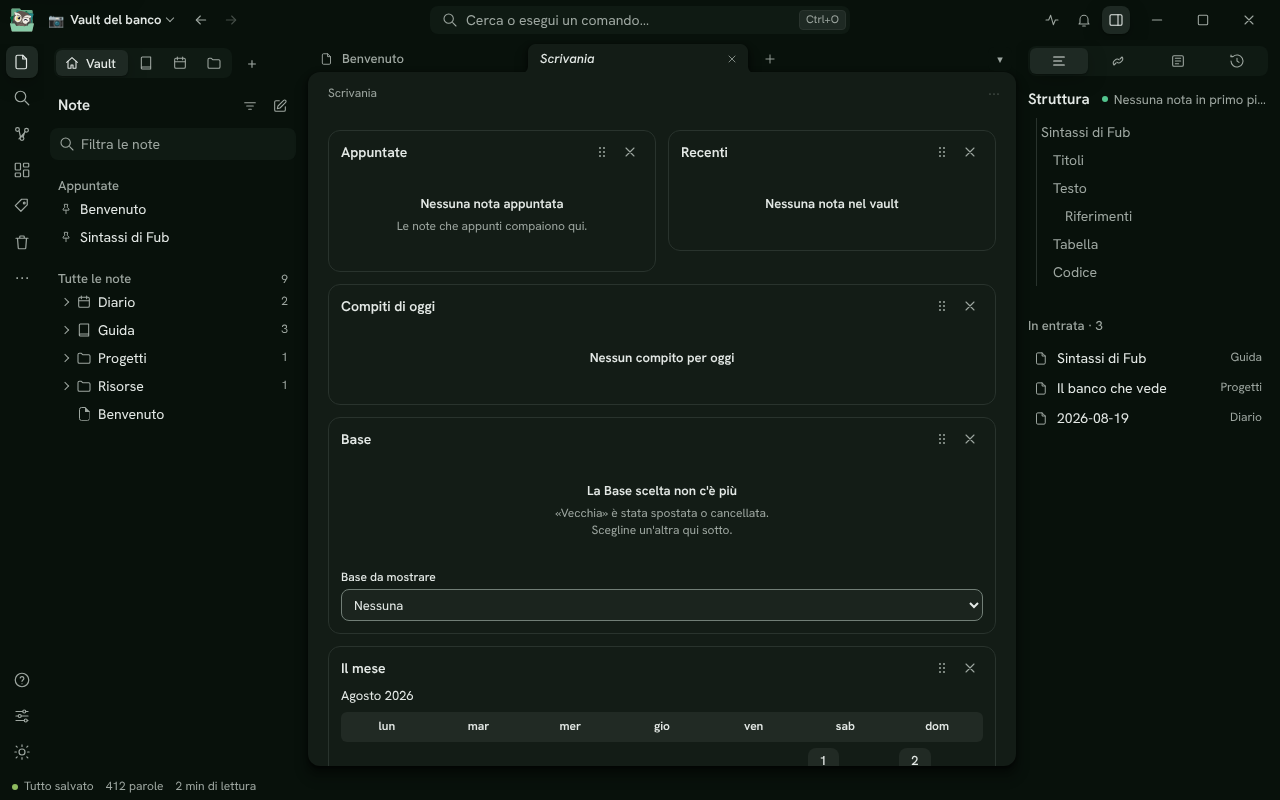 Vault del banco
Cerca o esegui un comando...
Ctrl+O
Vault
Benvenuto
Scrivania
Note
Filtra le note
Appuntate
Benvenuto
Sintassi di Fub
Tutte le note 9
Diario 2
Guida 3
Progetti 1
Risorse 1
Benvenuto
Tutto salvato 412 parole 2 min di lettura
Scrivania
Appuntate
Nessuna nota appuntata
Le note che appunti compaiono qui.
Recenti
Nessuna nota nel vault
Compiti di oggi
Nessun compito per oggi
Base
La Base scelta non c'è più
«Vecchia» è stata spostata o cancellata.
Scegline un'altra qui sotto.
Base da mostrare
Nessuna
Il mese
Agosto 2026
lun mar mer gio ven sab dom
1 2
Struttura Nessuna nota in primo pi...
Sintassi di Fub
Titoli
Testo
Riferimenti
Tabella
Codice
In entrata · 3
Sintassi di Fub Guida
Il banco che vede Progetti
2026-08-19 Diario